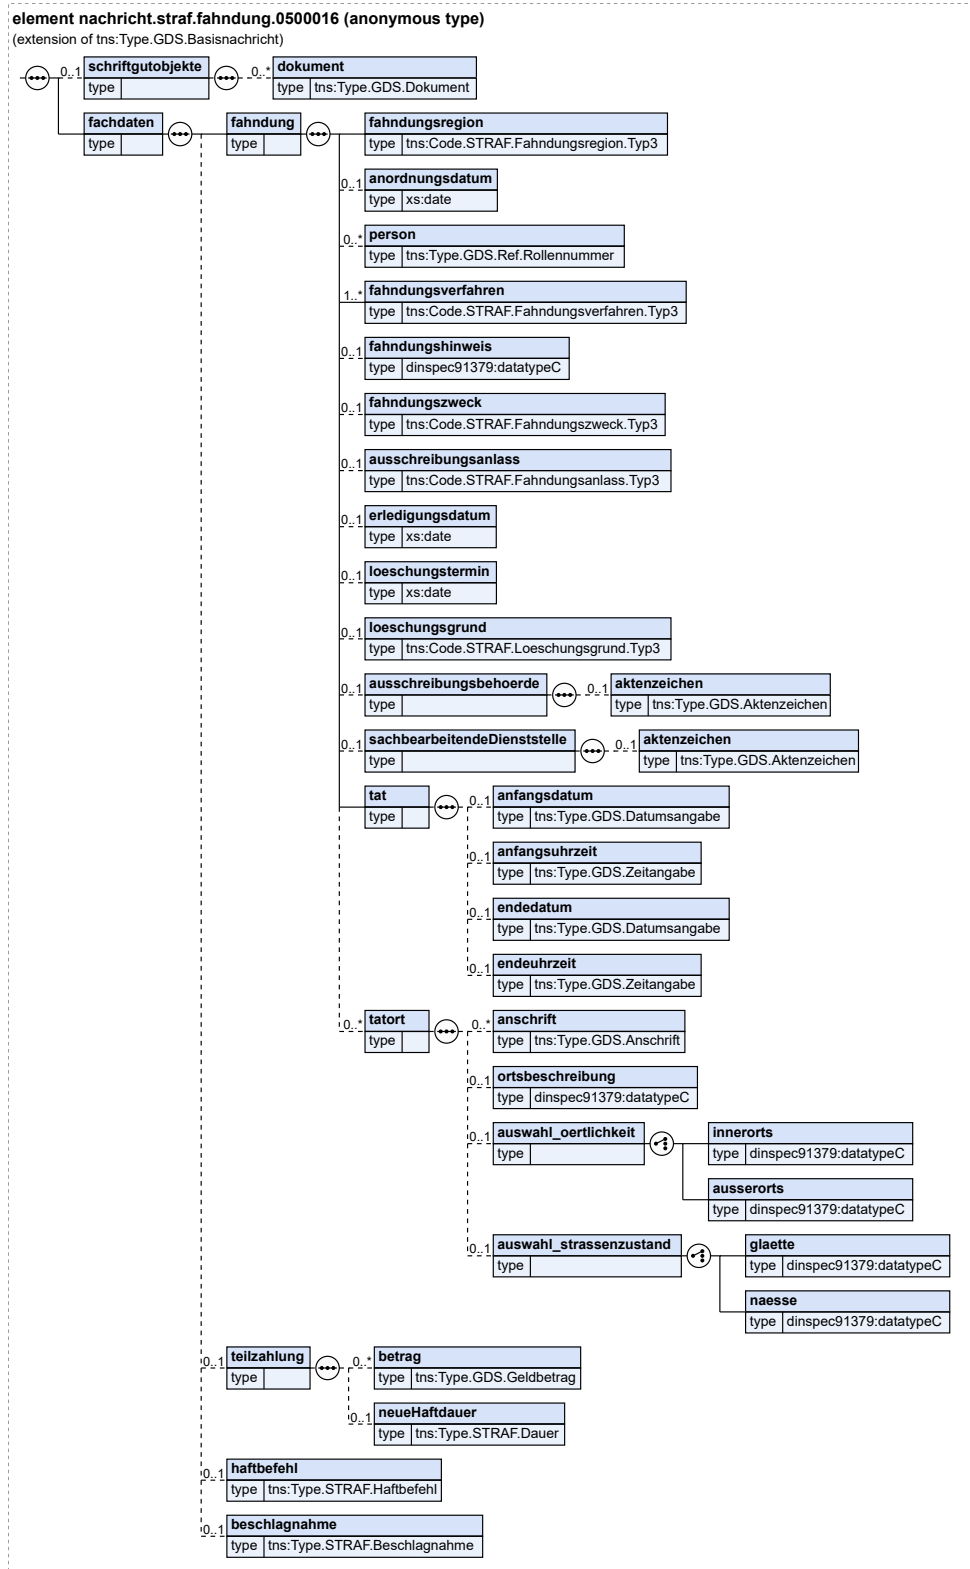 element nachricht.straf.fahndung.0500016 (anonymous type)
(extension of tns:Type.GDS.Basisnachricht)
0..1 schriftgutobjekte
type
0..* dokument
type tns:Type.GDS.Dokument
fachdaten
type
fahndung
type
fahndungsregion
type tns:Code.STRAF.Fahndungsregion.Typ3
0..1 anordnungsdatum
type xs:date
0..* person
type tns:Type.GDS.Ref.Rollennummer
1..* fahndungsverfahren
type tns:Code.STRAF.Fahndungsverfahren.Typ3
0..1 fahndungshinweis
type dinspec91379:datatypeC
0..1 fahndungszweck
type tns:Code.STRAF.Fahndungszweck.Typ3
0..1 ausschreibungsanlass
type tns:Code.STRAF.Fahndungsanlass.Typ3
0..1 erledigungsdatum
type xs:date
0..1 loeschungstermin
type xs:date
0..1 loeschungsgrund
type tns:Code.STRAF.Loeschungsgrund.Typ3
0..1 ausschreibungsbehoerde
type
0..1 aktenzeichen
type tns:Type.GDS.Aktenzeichen
0..1 sachbearbeitendeDienststelle
type
0..1 aktenzeichen
type tns:Type.GDS.Aktenzeichen
tat
type
0..1 anfangsdatum
type tns:Type.GDS.Datumsangabe
0..1 anfangsuhrzeit
type tns:Type.GDS.Zeitangabe
0..1 endedatum
type tns:Type.GDS.Datumsangabe
0..1 endeuhrzeit
type tns:Type.GDS.Zeitangabe
0..* tatort
type
0..* anschrift
type tns:Type.GDS.Anschrift
0..1 ortsbeschreibung
type dinspec91379:datatypeC
0..1 auswahl_oertlichkeit
type
innerorts
type dinspec91379:datatypeC
ausserorts
type dinspec91379:datatypeC
0..1 auswahl_strassenzustand
type
glaette
type dinspec91379:datatypeC
naesse
type dinspec91379:datatypeC
0..1 teilzahlung
type
0..* betrag
type tns:Type.GDS.Geldbetrag
0..1 neueHaftdauer
type tns:Type.STRAF.Dauer
0..1 haftbefehl
type tns:Type.STRAF.Haftbefehl
0..1 beschlagnahme
type tns:Type.STRAF.Beschlagnahme